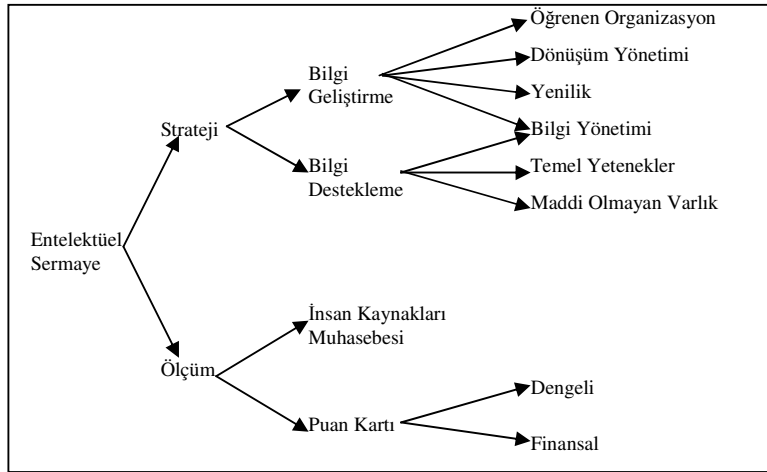 Öğrenen Organizasyon
Dönüşüm Yönetimi
Bilgi
Geliştirme
Yenilik
Strateji
Bilgi Yönetimi
Bilgi
Destekleme
Temel Yetenekler
Maddi Olmayan Varlık
Entelektüel
Sermaye
İnsan Kaynakları
Muhasebesi
Ölçüm
Dengeli
Puan Kartı
Finansal